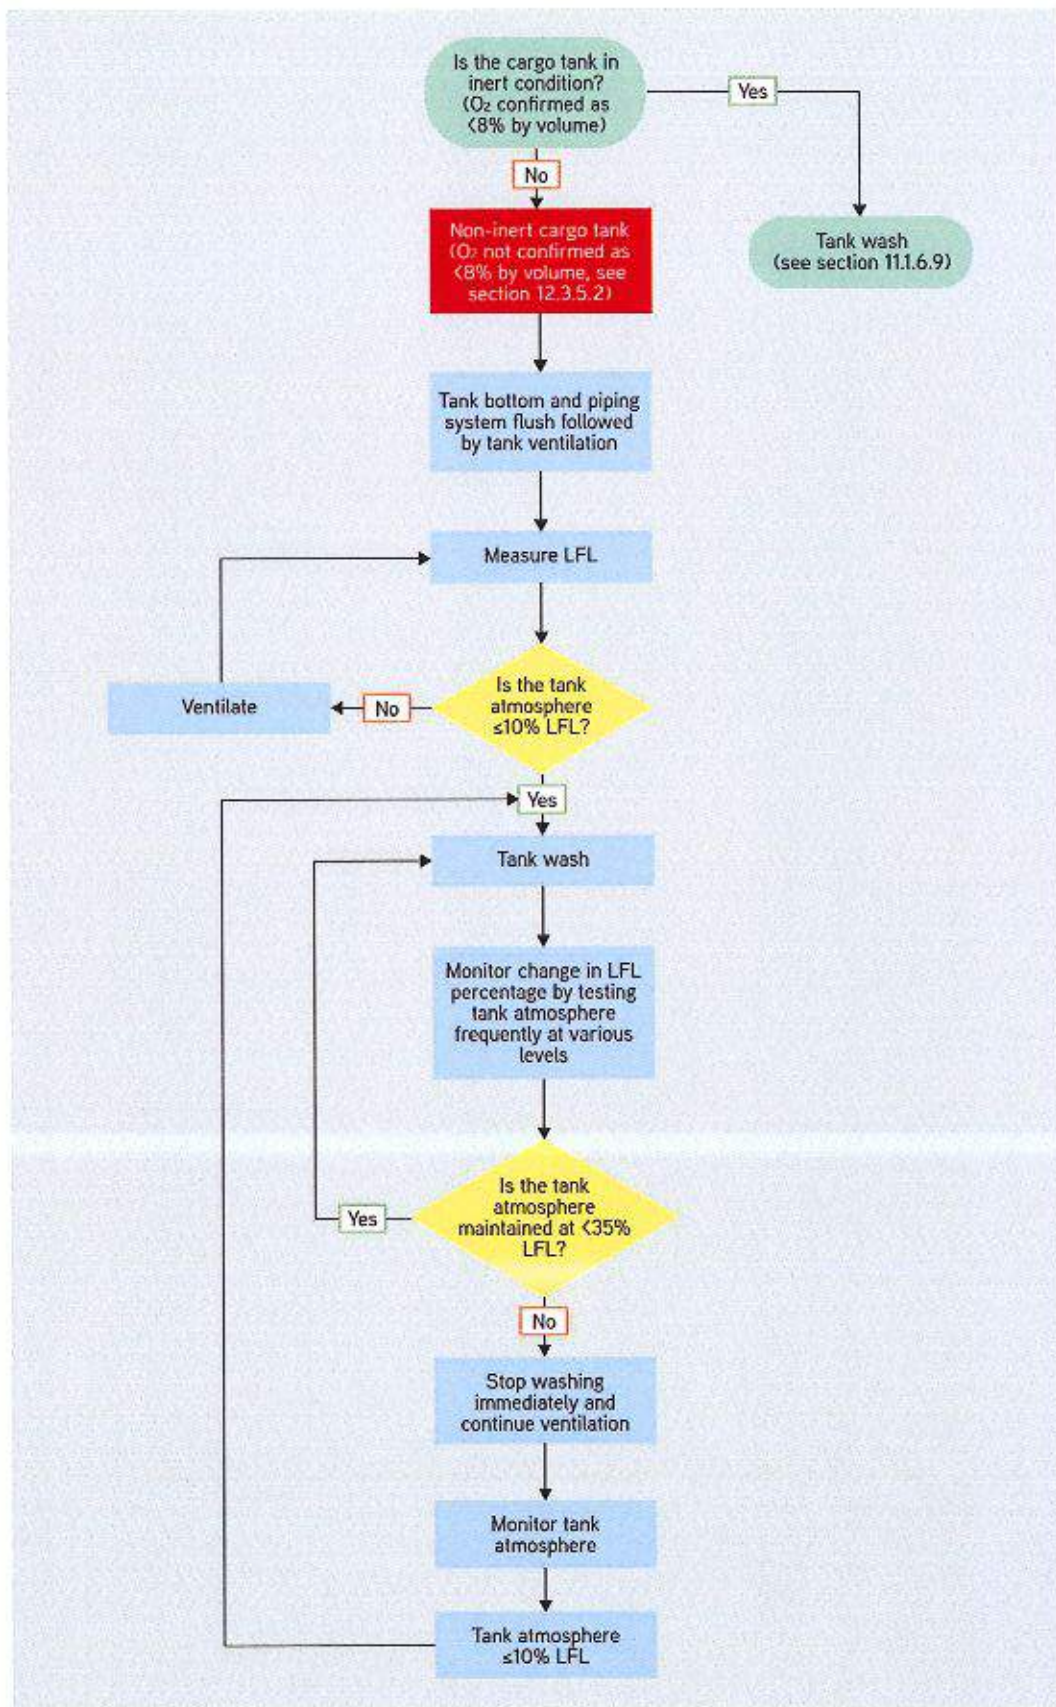 Is the cargo tank in
inert condition?
(O₂ confirmed as
<8% by volume)
Yes
No
Non-inert cargo tank
(O₂ not confirmed as
<8% by volume, see
section 12.3.5.2)
Tank wash
(see section 11.1.6.9)
Tank bottom and piping
system flush followed
by tank ventilation
Measure LFL
Is the tank
atmosphere
≤10% LFL?
No
Ventilate
Yes
Tank wash
Monitor change in LFL
percentage by testing
tank atmosphere
frequently at various
levels
Is the tank
atmosphere
maintained at <35%
LFL?
Yes
No
Stop washing
immediately and
continue ventilation
Monitor tank
atmosphere
Tank atmosphere
≤10% LFL